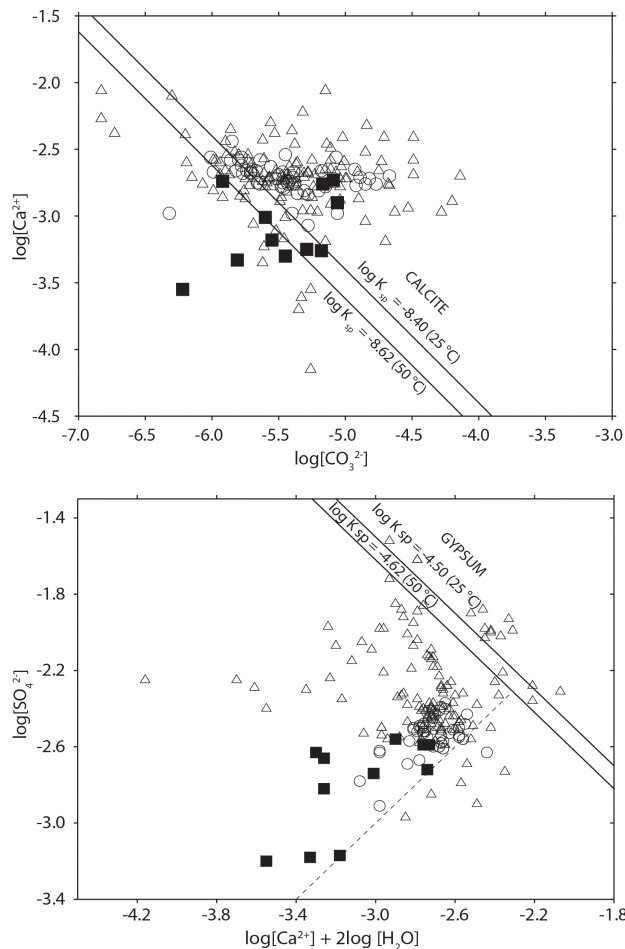 -1.5
-2.0
-2.5
-3.0
-3.5
-4.0
-4.5
log[Ca²⁺]
CALCITE
log K sp = -8.40 (25 °C)
log K sp = -8.62 (50 °C)
-7.0 -6.5 -6.0 -5.5 -5.0 -4.5 -4.0 -3.5 -3.0
log[CO₃²⁻]
-1.4
-1.8
-2.2
-2.6
-3.0
-3.4
log[SO₄²⁻]
GYPSUM
log K sp = -4.50 (25 °C)
log K sp = -4.62 (50 °C)
-4.2 -3.8 -3.4 -3.0 -2.6 -2.1 -1.8
log[Ca²⁺] + 2log [H₂O]